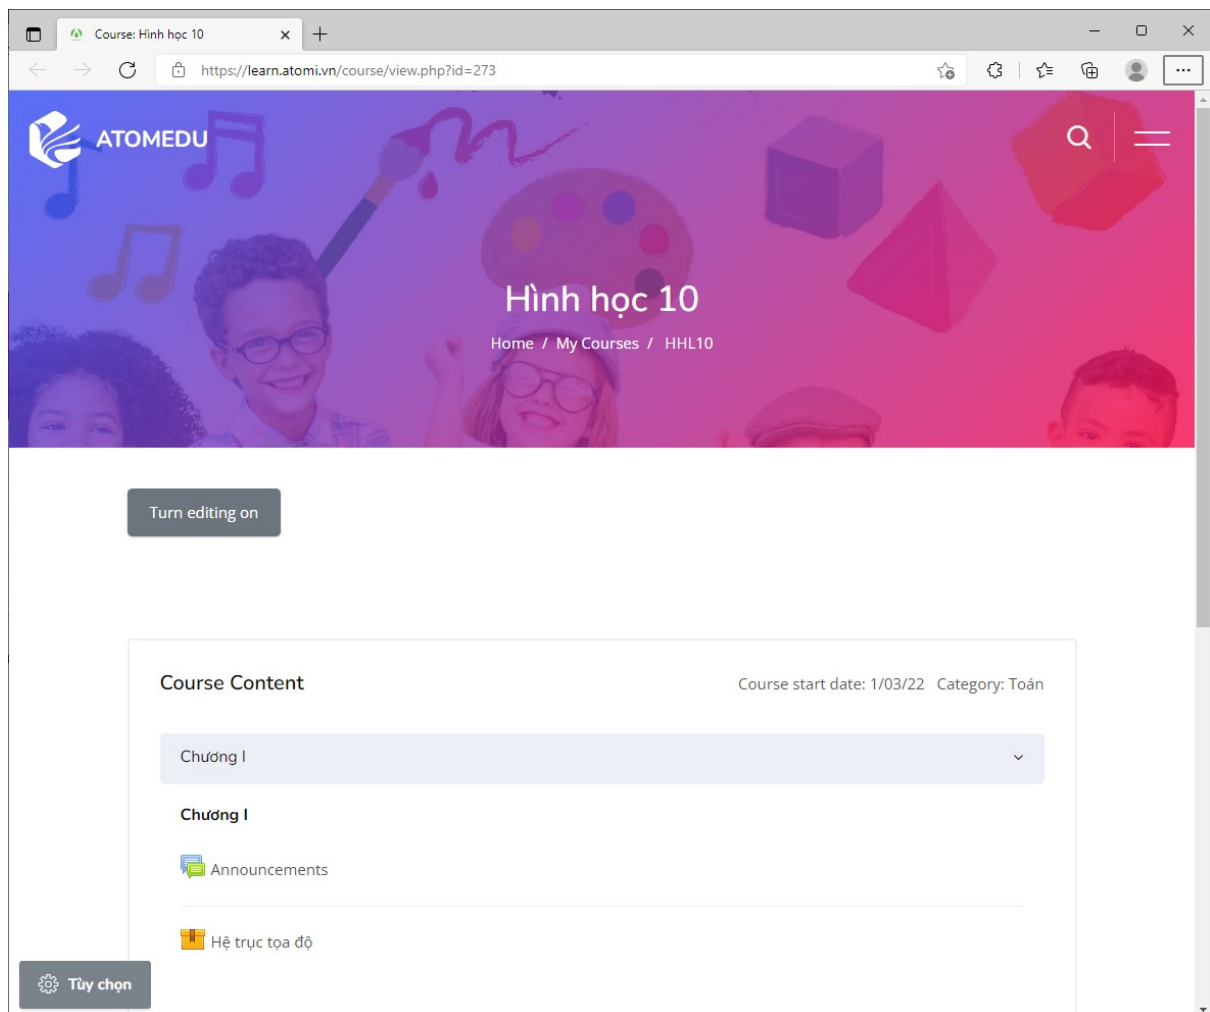 Course: Hình học 10
https://learn.atomi.vn/course/view.php?id=273
ATOMEDU
Hình học 10
Home / My Courses / HHL10
Turn editing on
Course Content
Course start date: 1/03/22 Category: Toán
Chương I
Chương I
Announcements
Hệ trục tọa độ
Tùy chọn